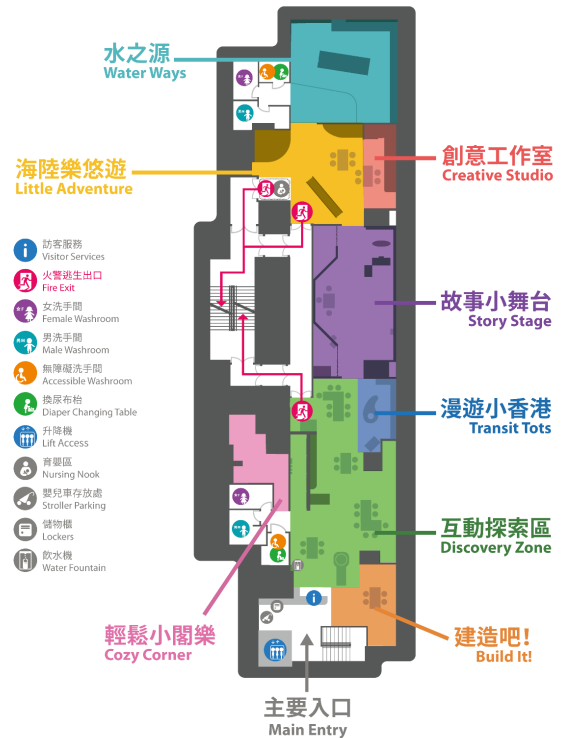 水之源
Water Ways
海陸樂悠遊
Little Adventure
創意工作室
Creative Studio
訪客服務
Visitor Services
火警逃生出口
Fire Exit
女洗手間
Female Washroom
男洗手間
Male Washroom
無障礙洗手間
Accessible Washroom
換尿布枱
Diaper Changing Table
升降機
Lift Access
育嬰區
Nursing Nook
嬰兒車存放處
Stroller Parking
儲物櫃
Lockers
飲水機
Water Fountain
故事小舞台
Story Stage
漫遊小香港
Transit Tots
互動探索區
Discovery Zone
輕鬆小閣樂
Cozy Corner
建造吧！
Build It!
主要入口
Main Entry